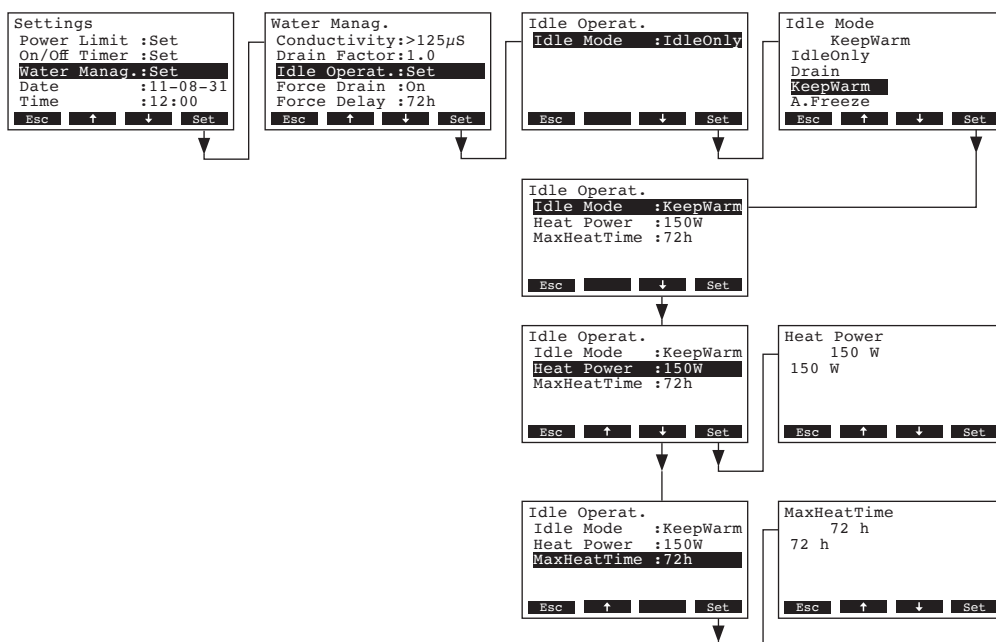 Settings
Power Limit :Set
On/Off Timer :Set
Water Manag.:Set
Date :11-08-31
Time :12:00
Esc ↑ ↓ Set
Water Manag.
Conductivity:>125µS
Drain Factor:1.0
Idle Operat.:Set
Force Drain :On
Force Delay :72h
Esc ↑ ↓ Set
Idle Operat.
Idle Mode :IdleOnly
Esc ↓ Set
Idle Mode
KeepWarm
IdleOnly
Drain
KeepWarm
A.Freeze
Esc ↑ ↓ Set
Idle Operat.
Idle Mode :KeepWarm
Heat Power :150W
MaxHeatTime :72h
Esc ↓ Set
Idle Operat.
Idle Mode :KeepWarm
Heat Power :150W
MaxHeatTime :72h
Esc ↑ ↓ Set
Heat Power
150 W
150 W
Esc ↑ ↓ Set
Idle Operat.
Idle Mode :KeepWarm
Heat Power :150W
MaxHeatTime :72h
Esc ↑ Set
MaxHeatTime
72 h
72 h
Esc ↑ ↓ Set